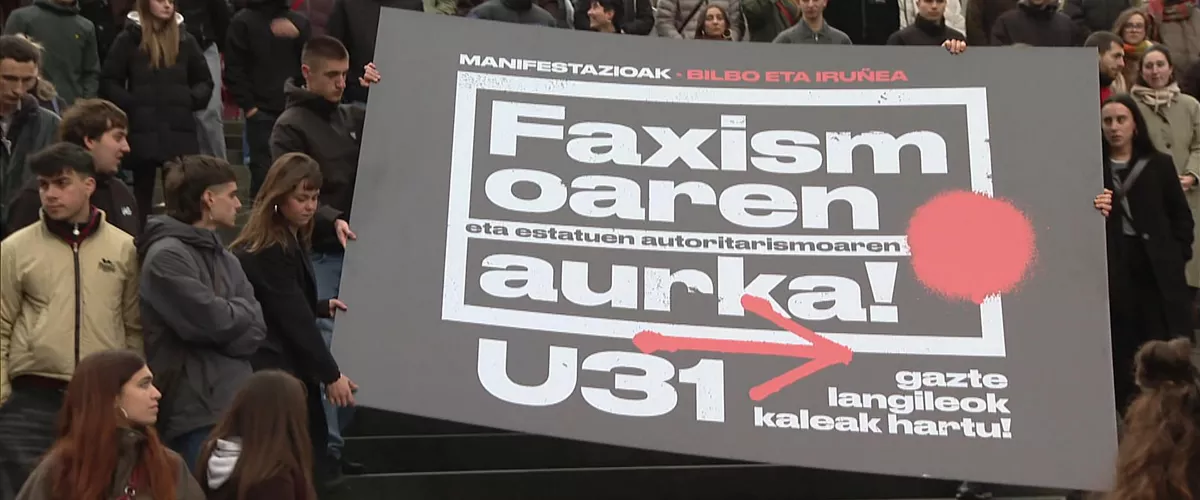 MANIFESTAZIOAK · BILBO ETA IRUÑEA
Faxism
oaren
eta estatuen autoritarismoaren
aurka!
U31
gazte
langileok
kaleak hartu!